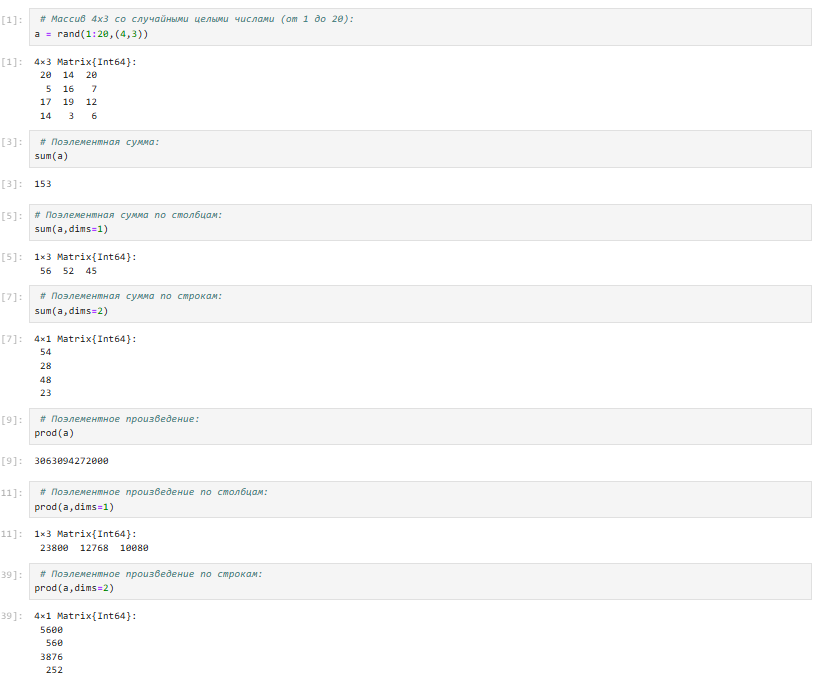 [1]:
# Массив 4x3 со случайными целыми числами (от 1 до 20):
a = rand(1:20,(4,3))
[1]:
4×3 Matrix{Int64}:
20 14 20
5 16 7
17 19 12
14 3 6
[3]:
# Поэлементная сумма:
sum(a)
[3]:
153
[5]:
# Поэлементная сумма по столбцам:
sum(a,dims=1)
[5]:
1×3 Matrix{Int64}:
56 52 45
[7]:
# Поэлементная сумма по строкам:
sum(a,dims=2)
[7]:
4×1 Matrix{Int64}:
54
28
48
23
[9]:
# Поэлементное произведение:
prod(a)
[9]:
3063094272000
11]:
# Поэлементное произведение по столбцам:
prod(a,dims=1)
11]:
1×3 Matrix{Int64}:
23800 12768 10080
39]:
# Поэлементное произведение по строкам:
prod(a,dims=2)
39]:
4×1 Matrix{Int64}:
5600
560
3876
252